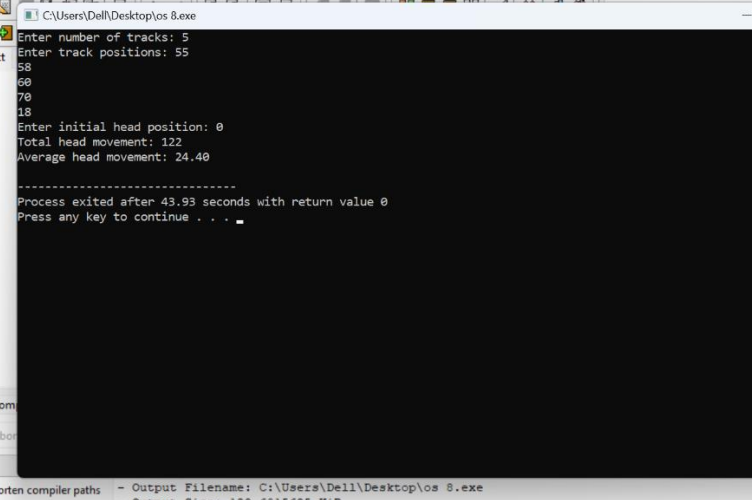 C:\Users\Dell\Desktop\os 8.exe
Enter number of tracks: 5
Enter track positions: 55
58
60
70
18
Enter initial head position: 0
Total head movement: 122
Average head movement: 24.40
--------------------------------
Process exited after 43.93 seconds with return value 0
Press any key to continue . . .
orten compiler paths
- Output Filename: C:\Users\Dell\Desktop\os 8.exe